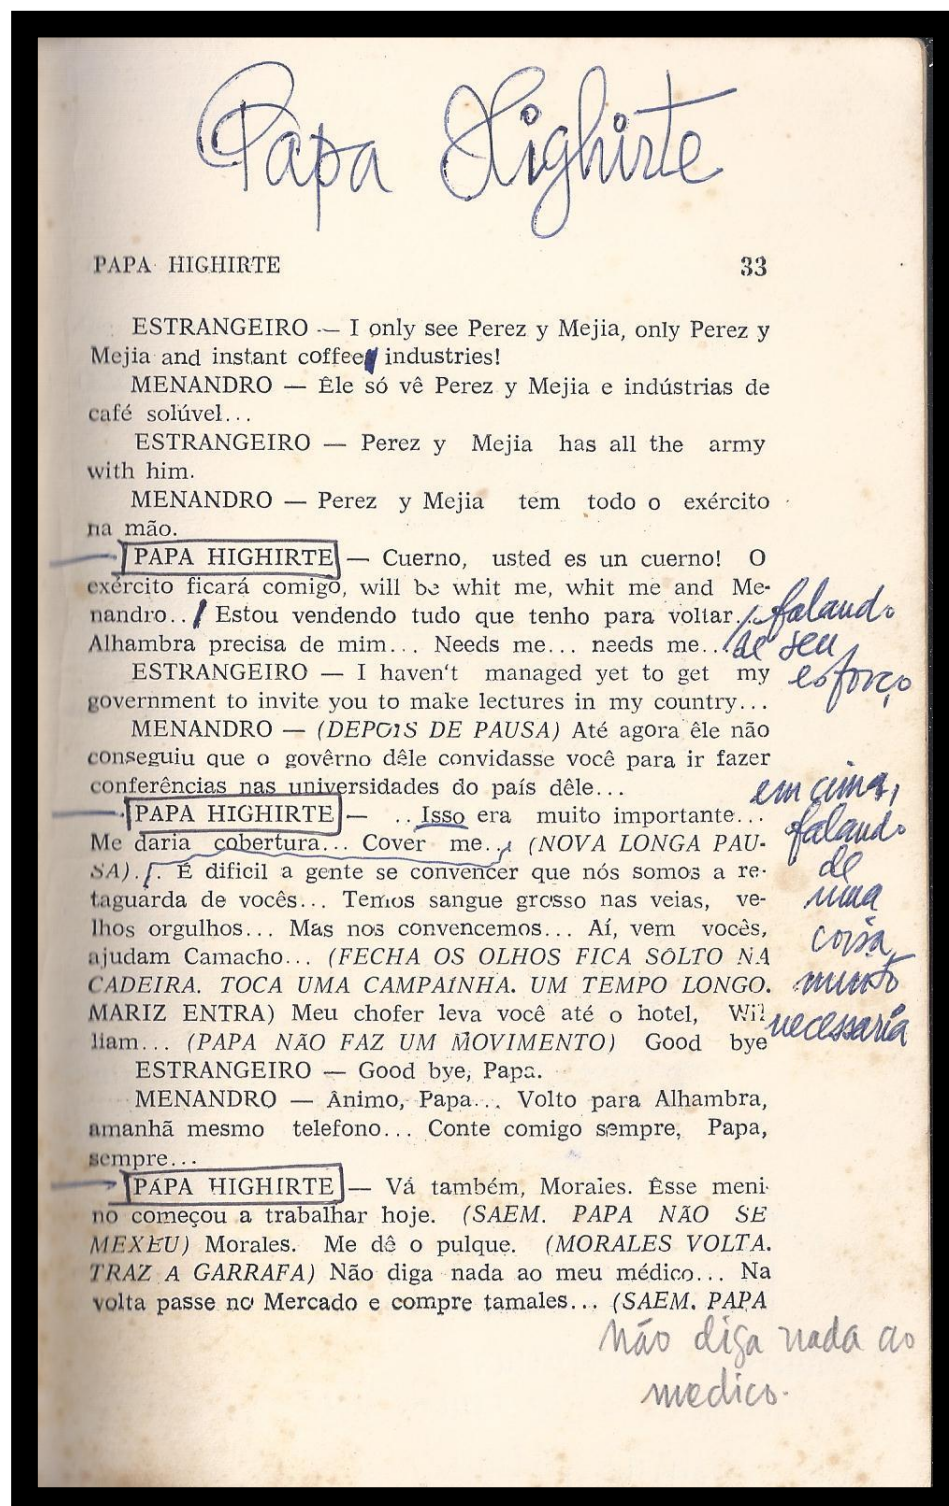 Papa Highirte
PAPA HIGHIRTE 33
ESTRANGEIRO — I only see Perez y Mejia, only Perez y
Mejia and instant coffee industries!
MENANDRO — Êle só vê Perez y Mejia e indústrias de
café solúvel...
ESTRANGEIRO — Perez y Mejia has all the army
with him.
MENANDRO — Perez y Mejia tem todo o exército
na mão.
PAPA HIGHIRTE — Cuerno, usted es un cuerno! O
exército ficará comigo, will be whit me, whit me and Me-
nandro... Estou vendendo tudo que tenho para voltar...
Alhambra precisa de mim... Needs me... needs me...
falando
de seu
esforço
ESTRANGEIRO — I haven't managed yet to get my
government to invite you to make lectures in my country...
MENANDRO — (DEPOIS DE PAUSA) Até agora êle não
conseguiu que o govêrno dêle convidasse você para ir fazer
conferências nas universidades do país dêle...
PAPA HIGHIRTE — ...Isso era muito importante...
Me daria cobertura... Cover me... (NOVA LONGA PAU-
SA)... É dificil a gente se convencer que nós somos a re-
taguarda de vocês... Temos sangue grosso nas veias, ve-
lhos orgulhos... Mas nos convencemos... Aí, vem vocês,
ajudam Camacho... (FECHA OS OLHOS FICA SÔLTO NA
CADEIRA. TOCA UMA CAMPAINHA. UM TEMPO LONGO.
MARIZ ENTRA) Meu chofer leva você até o hotel, Wil
liam... (PAPA NÃO FAZ UM MOVIMENTO) Good bye
em cima,
falando
de
uma
coisa
muito
necessaria
ESTRANGEIRO — Good bye, Papa.
MENANDRO — Ânimo, Papa... Volto para Alhambra,
amanhã mesmo telefono... Conte comigo sempre, Papa,
sempre...
PAPA HIGHIRTE — Vá também, Morales. Êsse meni-
no começou a trabalhar hoje. (SAEM. PAPA NÃO SE
MEXEU) Morales. Me dê o pulque. (MORALES VOLTA.
TRAZ A GARRAFA) Não diga nada ao meu médico... Na
volta passe no Mercado e compre tamales... (SAEM. PAPA
não diga nada ao
medico.